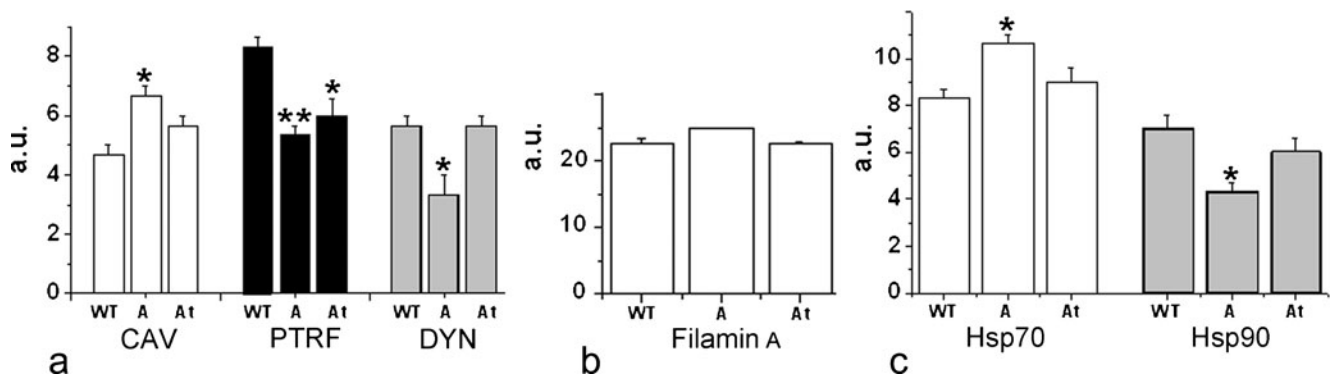 8
6
4
2
0
a.u.
*
**
*
*
WT A At WT A At WT A At
CAV PTRF DYN
a
20
10
0
a.u.
WT A At
Filamin A
b
10
8
6
4
2
0
a.u.
*
*
WT A At WT A At
Hsp70 Hsp90
c